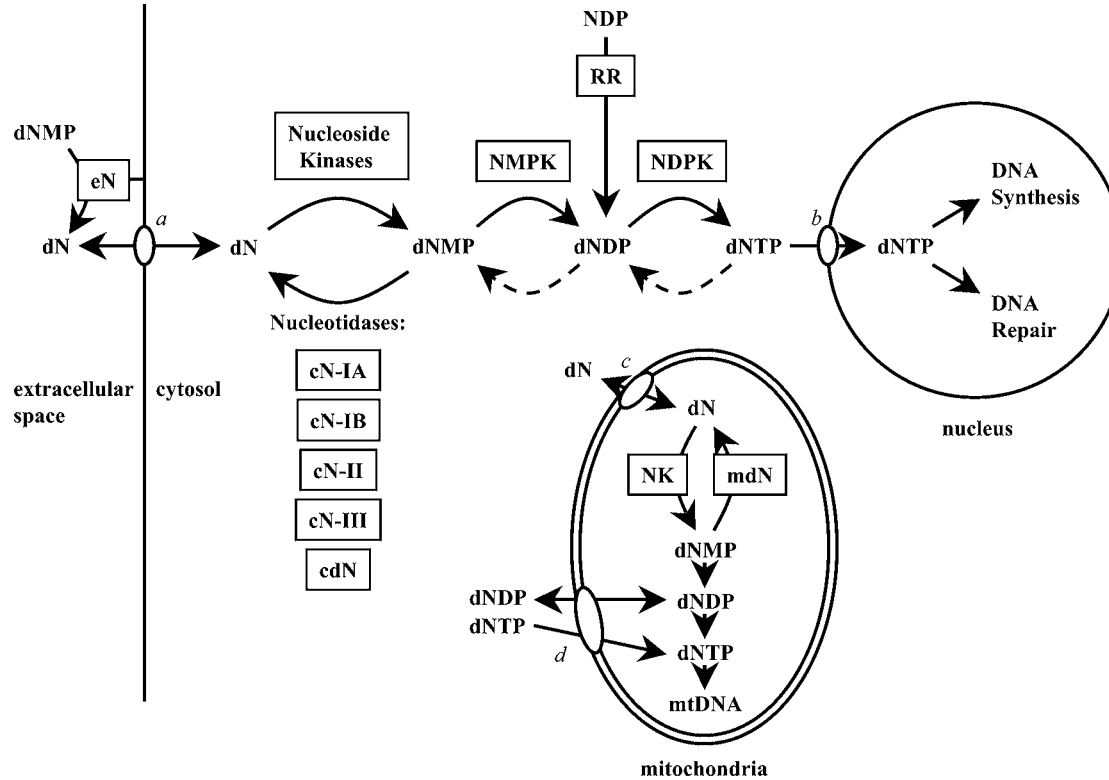 NDP
RR
dNMP
eN
dN
a
Nucleoside
Kinases
NMPK
NDPK
dN
dNMP
dNDP
dNTP
b
dNTP
DNA
Synthesis
DNA
Repair
nucleus
Nucleotidases:
cN-IA
cN-IB
cN-II
cN-III
cdN
extracellular
space
cytosol
dN
c
dN
NK
mdN
dNMP
dNDP
dNDP
dNTP
d
dNTP
mtDNA
mitochondria